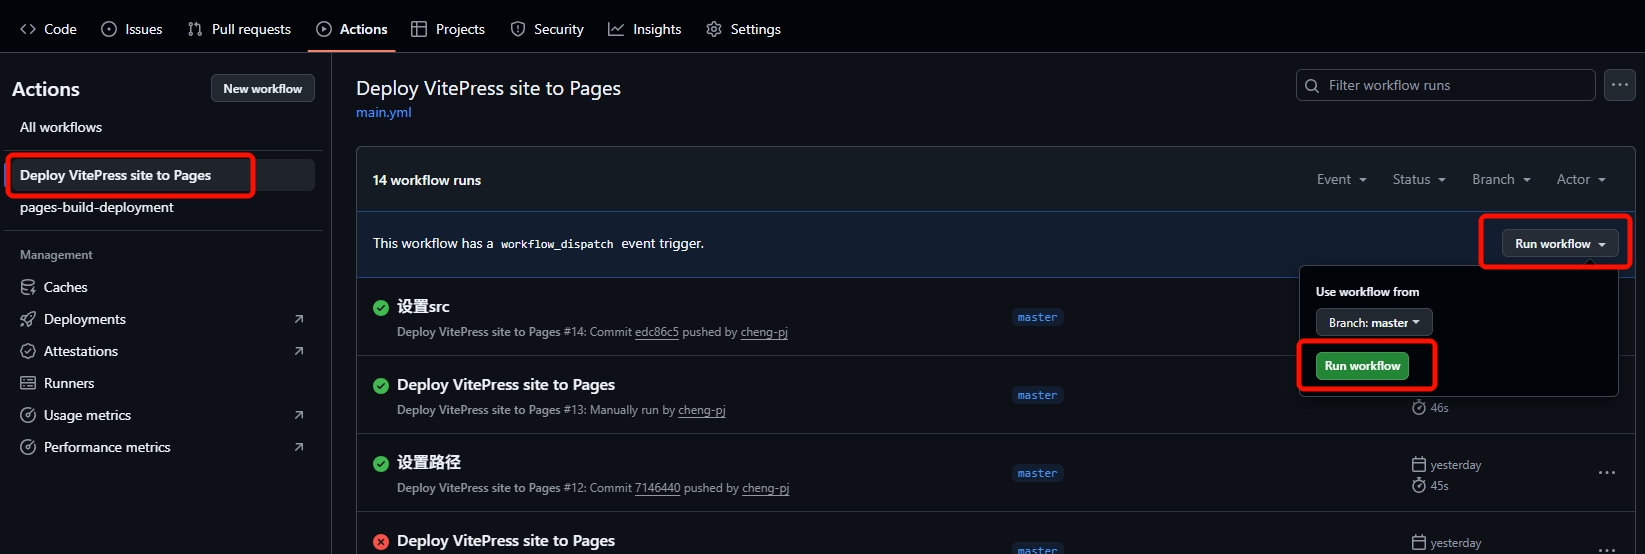 Code Issues Pull requests Actions Projects Security Insights Settings
Actions
New workflow
All workflows
Deploy VitePress site to Pages
pages-build-deployment
Management
Caches
Deployments
Attestations
Runners
Usage metrics
Performance metrics
Deploy VitePress site to Pages
main.yml
Filter workflow runs
14 workflow runs
Event Status Branch Actor
This workflow has a workflow_dispatch event trigger.
Run workflow
Use workflow from
Branch: master
Run workflow
设置src
master
Deploy VitePress site to Pages #14: Commit edc86c5 pushed by cheng-pj
Deploy VitePress site to Pages
master
Deploy VitePress site to Pages #13: Manually run by cheng-pj
46s
设置路径
master
yesterday
Deploy VitePress site to Pages #12: Commit 7146440 pushed by cheng-pj
45s
Deploy VitePress site to Pages
master
yesterday